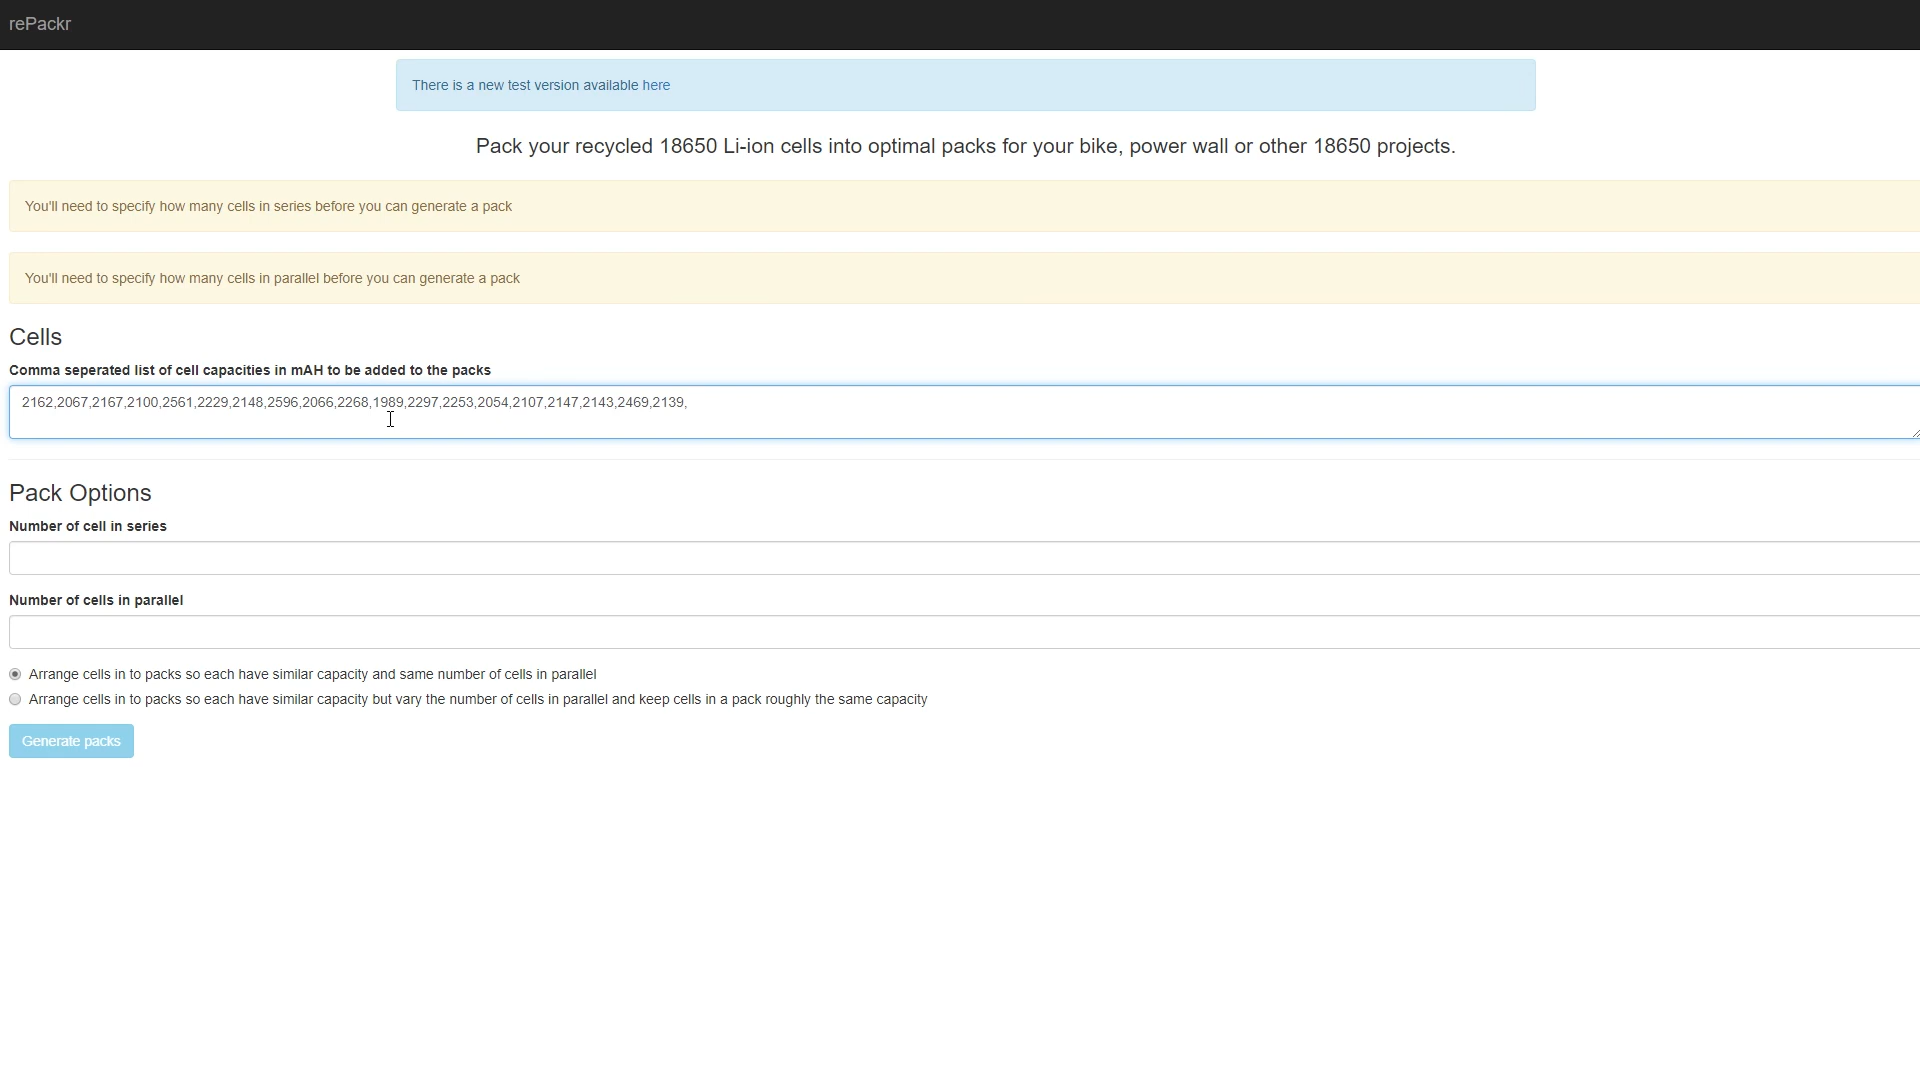 rePackr
There is a new test version available here
Pack your recycled 18650 Li-ion cells into optimal packs for your bike, power wall or other 18650 projects.
You'll need to specify how many cells in series before you can generate a pack
You'll need to specify how many cells in parallel before you can generate a pack
Cells
Comma seperated list of cell capacities in mAH to be added to the packs
2162,2067,2167,2100,2561,2229,2148,2596,2066,2268,1989,2297,2253,2054,2107,2147,2143,2469,2139,
Pack Options
Number of cell in series
Number of cells in parallel
Arrange cells in to packs so each have similar capacity and same number of cells in parallel
Arrange cells in to packs so each have similar capacity but vary the number of cells in parallel and keep cells in a pack roughly the same capacity
Generate packs